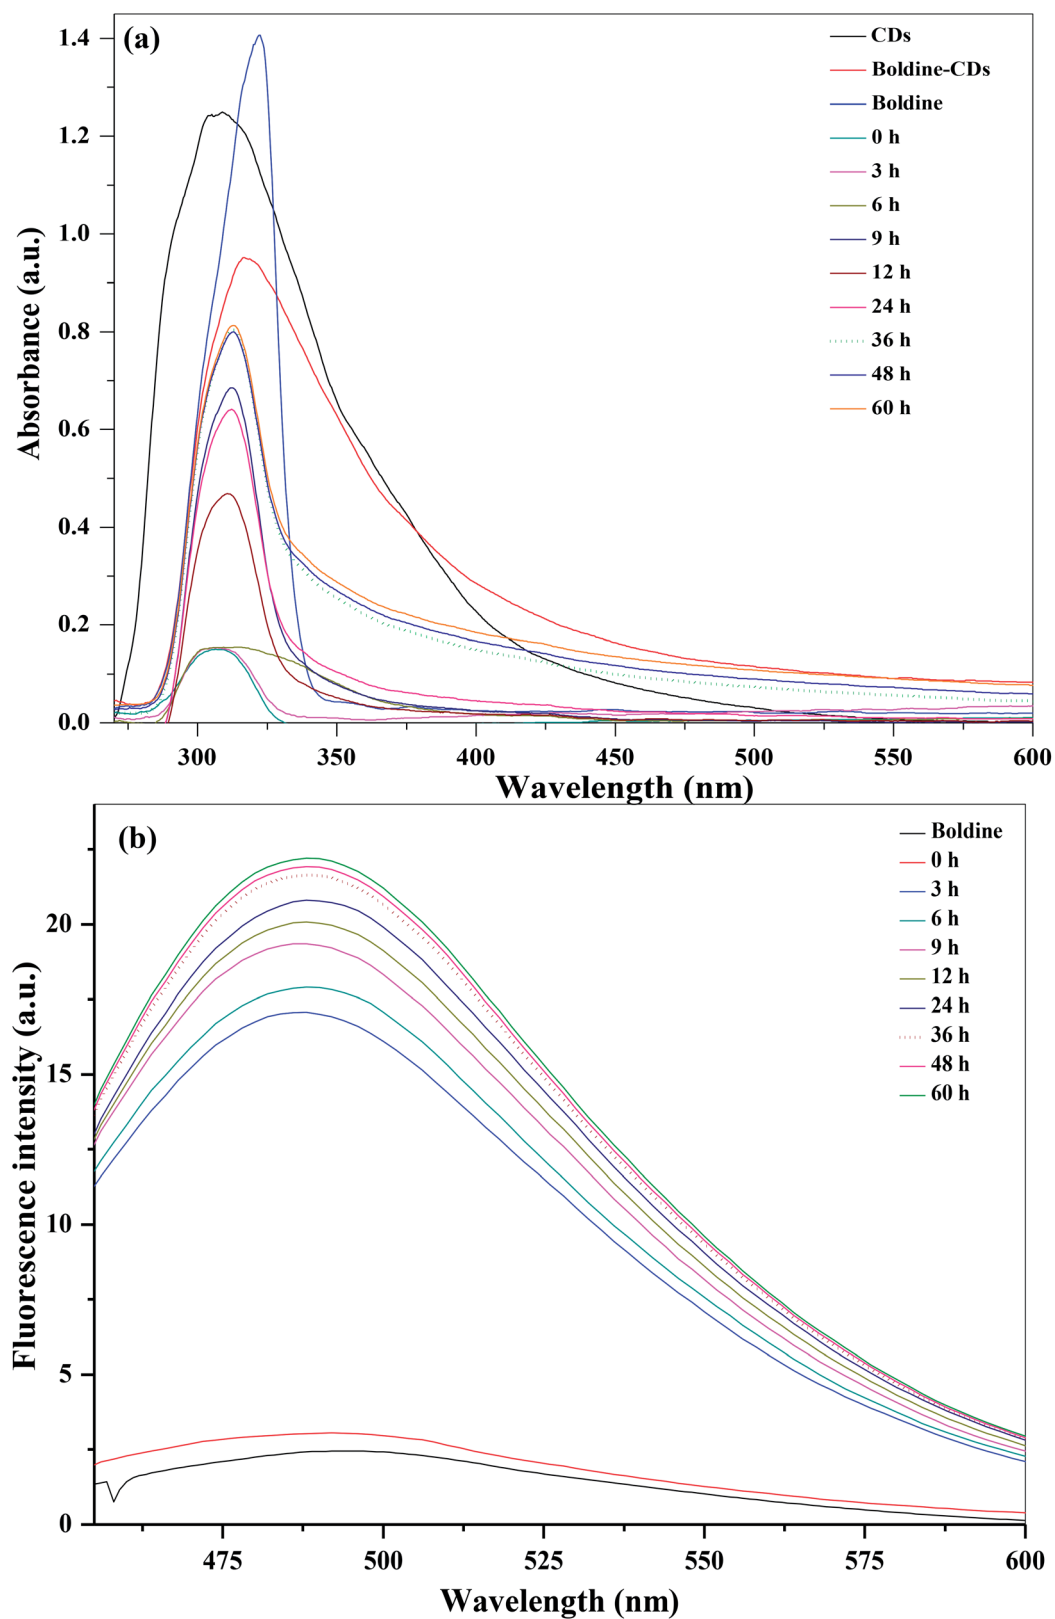 (a)
CDs
Boldine-CDs
Boldine
0 h
3 h
6 h
9 h
12 h
24 h
36 h
48 h
60 h
Absorbance (a.u.)
1.4
1.2
1.0
0.8
0.6
0.4
0.2
0.0
300 350 400 450 500 550 600
Wavelength (nm)
(b)
Boldine
0 h
3 h
6 h
9 h
12 h
24 h
36 h
48 h
60 h
Fluorescence intensity (a.u.)
20
15
10
5
0
475 500 525 550 575 600
Wavelength (nm)